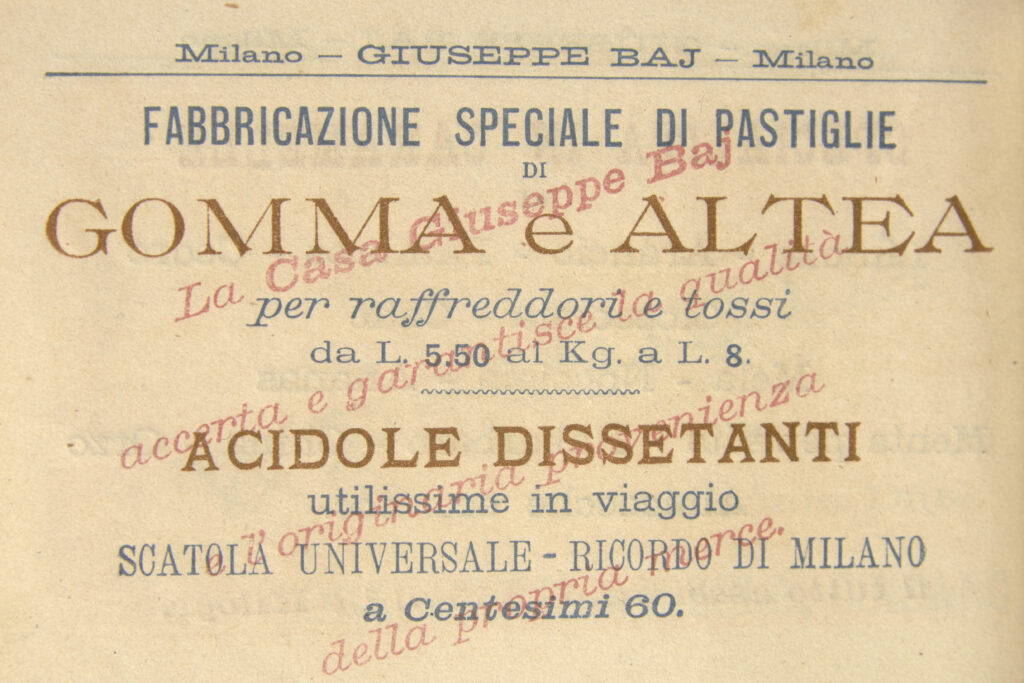 Milano — GIUSEPPE BAJ — Milano
FABBRICAZIONE SPECIALE DI PASTIGLIE
DI
GOMMA e ALTEA
per raffreddori e tossi
da L. 5.50 al Kg. a L. 8.
ACIDOLE DISSETANTI
utilissime in viaggio
SCATOLA UNIVERSALE - RICORDO DI MILANO
a Centesimi 60.
La Casa Giuseppe Baj
accerta e garantisce la qualità
e l'originaria provenienza
della propria merce.